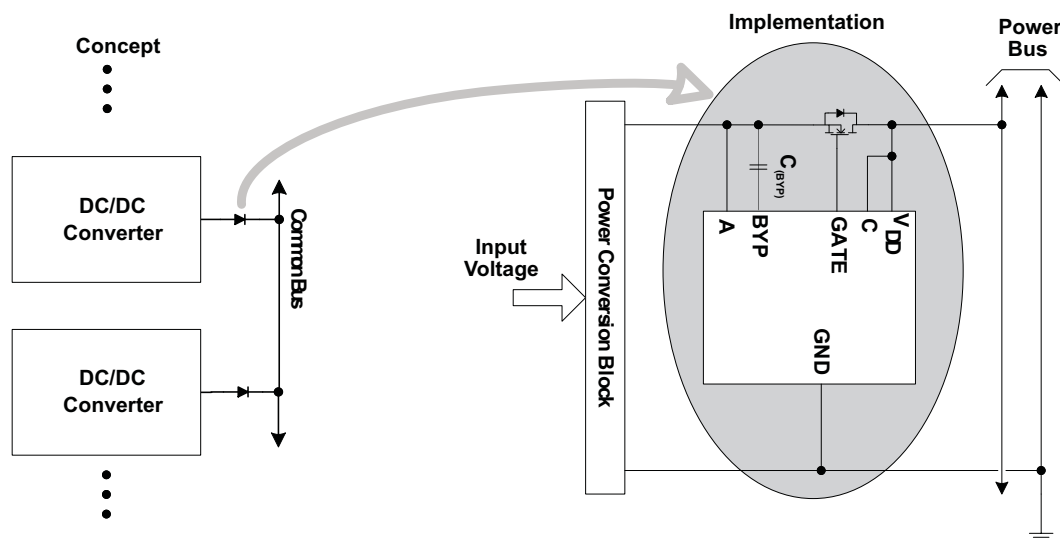 Concept
DC/DC
Converter
DC/DC
Converter
Common Bus
Implementation
Power
Bus
Input
Voltage
Power Conversion Block
C(BYP)
A
BYP
GATE
C
VDD
GND